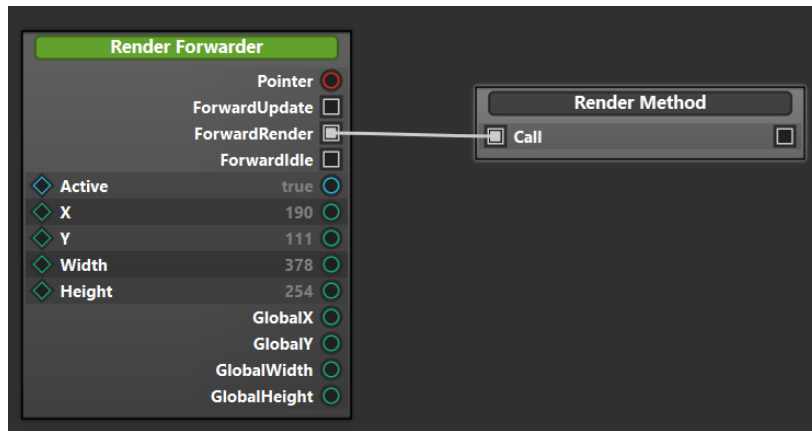 Render Forwarder
Pointer
ForwardUpdate
ForwardRender
ForwardIdle
Active true
X 190
Y 111
Width 378
Height 254
GlobalX
GlobalY
GlobalWidth
GlobalHeight
Render Method
Call